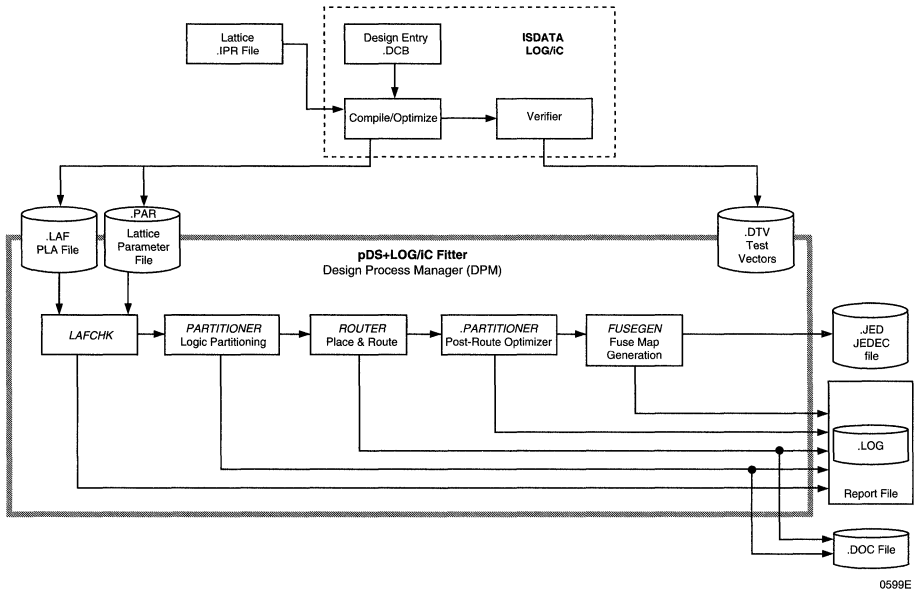 Lattice
.IPR File
Design Entry
.DCB
ISDATA
LOG/iC
Compile/Optimize
Verifier
.LAF
PLA File
.PAR
Lattice
Parameter
File
.DTV
Test
Vectors
pDS+LOG/iC Fitter
Design Process Manager (DPM)
LAFCHK
PARTITIONER
Logic Partitioning
ROUTER
Place & Route
.PARTITIONER
Post-Route Optimizer
FUSEGEN
Fuse Map
Generation
.JED
JEDEC
file
.LOG
Report File
.DOC File
0599E